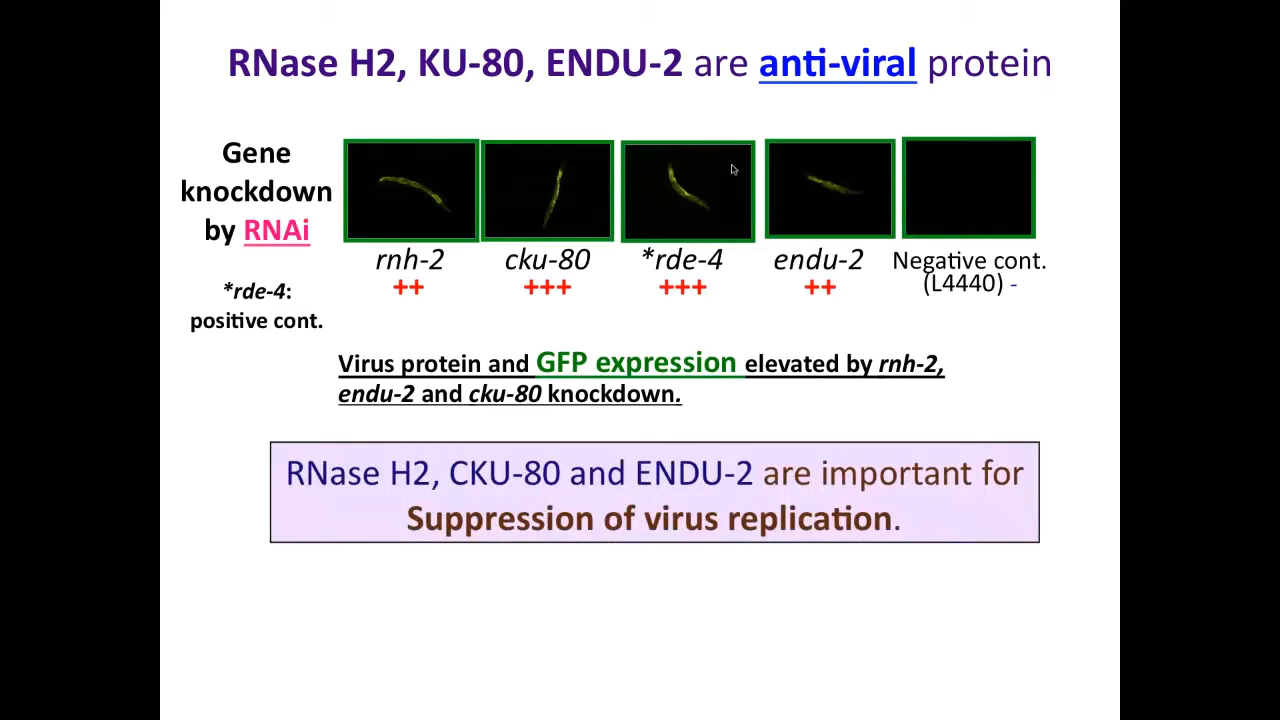 RNase H2, KU-80, ENDU-2 are anti-viral protein
Gene
knockdown
by RNAi
rnh-2
cku-80
*rde-4
endu-2
Negative cont.
(L4440) -
++
+++
+++
++
*rde-4:
positive cont.
Virus protein and GFP expression elevated by rnh-2,
endu-2 and cku-80 knockdown.
RNase H2, CKU-80 and ENDU-2 are important for
Suppression of virus replication.